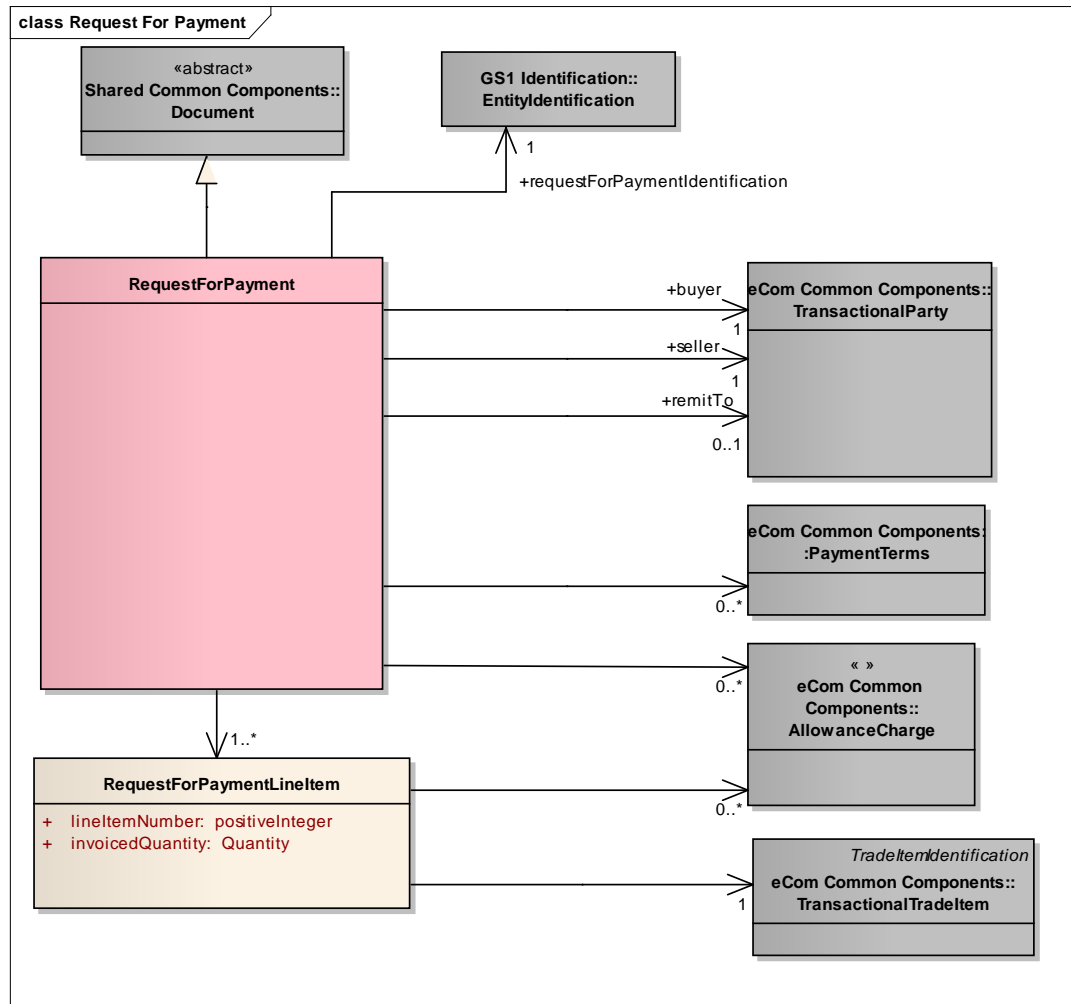 class Request For Payment
«abstract»
Shared Common Components::
Document
GS1 Identification::
EntityIdentification
1
+requestForPaymentIdentification
RequestForPayment
+buyer
1
+seller
1
+remitTo
0..1
eCom Common Components::
TransactionalParty
eCom Common Components:
:PaymentTerms
0..*
« »
eCom Common
Components::
AllowanceCharge
0..*
1..*
RequestForPaymentLineItem
+ lineItemNumber: positiveInteger
+ invoicedQuantity: Quantity
0..*
TradeItemIdentification
eCom Common Components::
TransactionalTradeItem
1